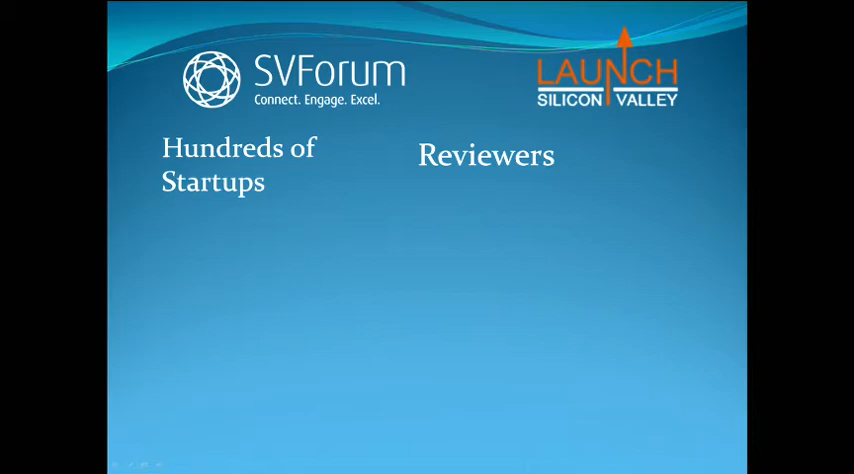 SVForum
Connect. Engage. Excel.
LAUNCH
SILICON VALLEY
Hundreds of
Startups
Reviewers